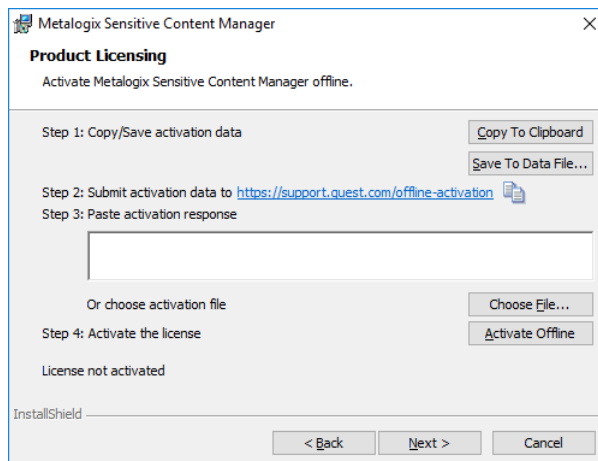 Metalogix Sensitive Content Manager
Product Licensing
Activate Metalogix Sensitive Content Manager offline.
Step 1: Copy/Save activation data
Copy To Clipboard
Save To Data File...
Step 2: Submit activation data to https://support.quest.com/offline-activation
Step 3: Paste activation response
Or choose activation file
Choose File...
Step 4: Activate the license
Activate Offline
License not activated
InstallShield
< Back
Next >
Cancel